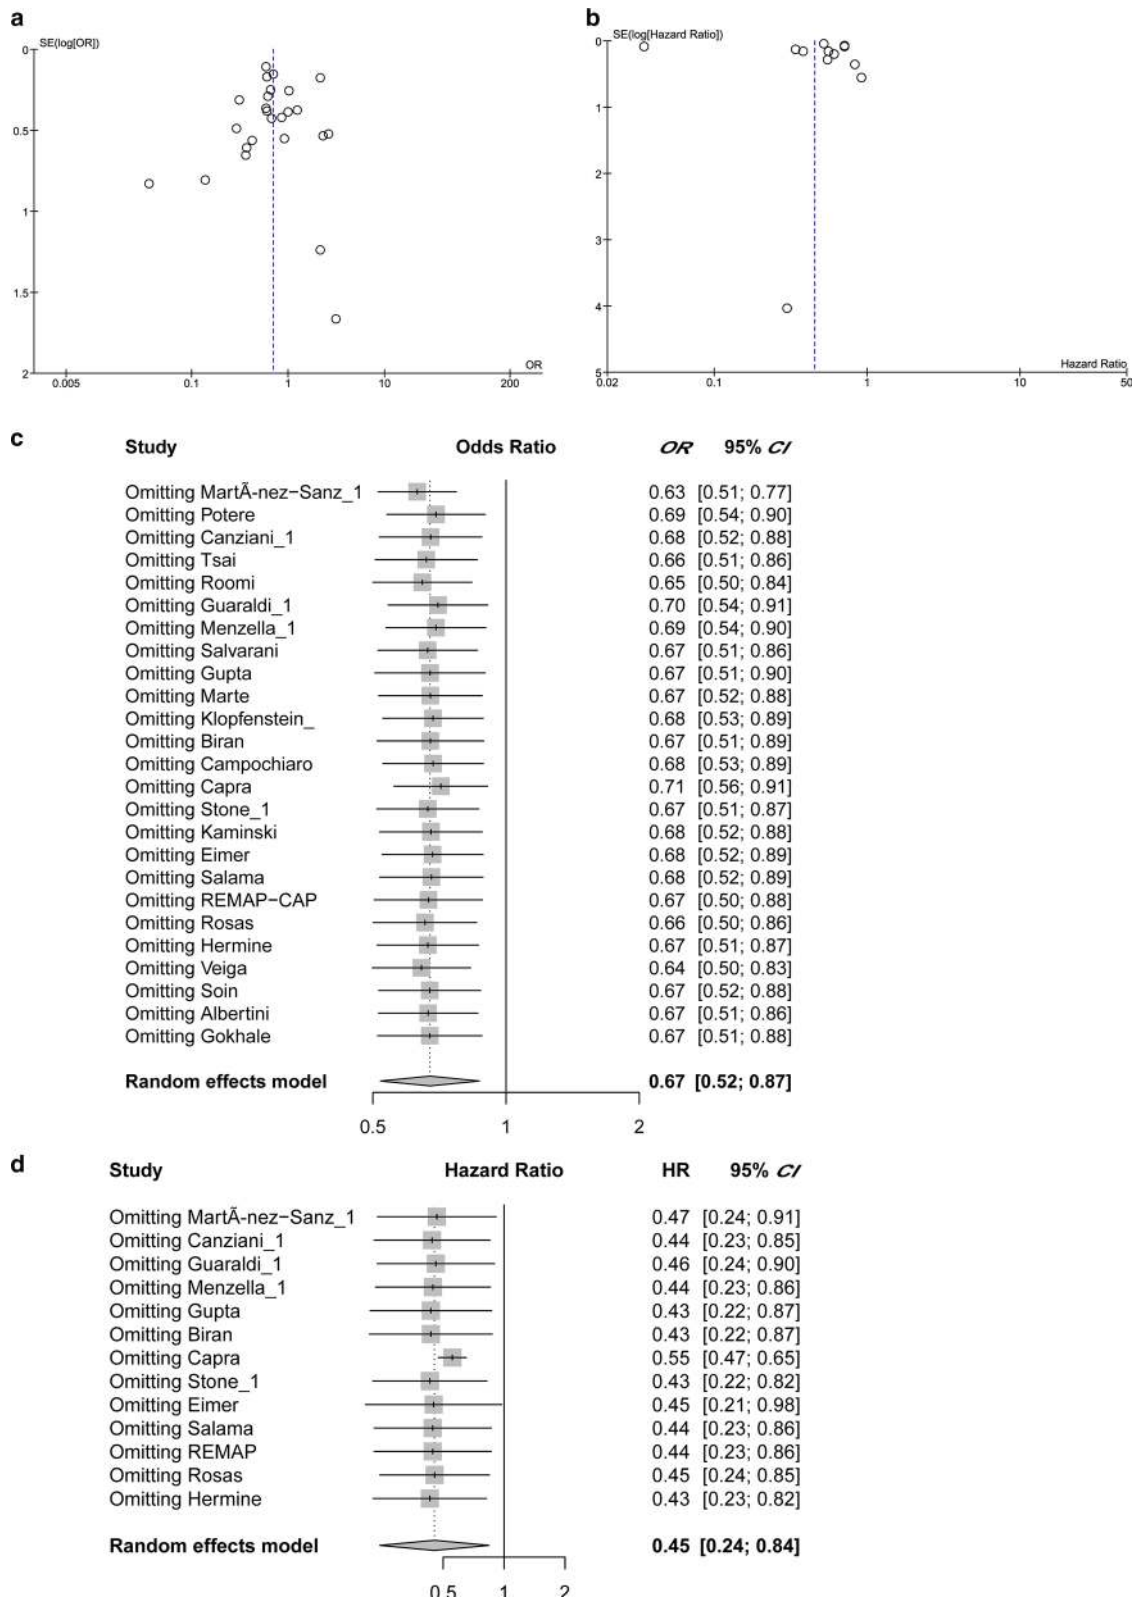 a
SE(log[OR])
0
0.5
1
1.5
2
0.005
0.1
1
10
200
OR
b
SE(log[Hazard Ratio])
0
1
2
3
4
5
0.02
0.1
1
10
50
Hazard Ratio
c
Study Odds Ratio OR 95% CI
Omitting MartÃ-nez−Sanz_1 0.63 [0.51; 0.77]
Omitting Potere 0.69 [0.54; 0.90]
Omitting Canziani_1 0.68 [0.52; 0.88]
Omitting Tsai 0.66 [0.51; 0.86]
Omitting Roomi 0.65 [0.50; 0.84]
Omitting Guaraldi_1 0.70 [0.54; 0.91]
Omitting Menzella_1 0.69 [0.54; 0.90]
Omitting Salvarani 0.67 [0.51; 0.86]
Omitting Gupta 0.67 [0.51; 0.90]
Omitting Marte 0.67 [0.52; 0.88]
Omitting Klopfenstein_ 0.68 [0.53; 0.89]
Omitting Biran 0.67 [0.51; 0.89]
Omitting Campochiaro 0.68 [0.53; 0.89]
Omitting Capra 0.71 [0.56; 0.91]
Omitting Stone_1 0.67 [0.51; 0.87]
Omitting Kaminski 0.68 [0.52; 0.88]
Omitting Eimer 0.68 [0.52; 0.89]
Omitting Salama 0.68 [0.52; 0.89]
Omitting REMAP−CAP 0.67 [0.50; 0.88]
Omitting Rosas 0.66 [0.50; 0.86]
Omitting Hermine 0.67 [0.51; 0.87]
Omitting Veiga 0.64 [0.50; 0.83]
Omitting Soin 0.67 [0.52; 0.88]
Omitting Albertini 0.67 [0.51; 0.86]
Omitting Gokhale 0.67 [0.51; 0.88]
Random effects model 0.67 [0.52; 0.87]
0.5 1 2
d
Study Hazard Ratio HR 95% CI
Omitting MartÃ-nez−Sanz_1 0.47 [0.24; 0.91]
Omitting Canziani_1 0.44 [0.23; 0.85]
Omitting Guaraldi_1 0.46 [0.24; 0.90]
Omitting Menzella_1 0.44 [0.23; 0.86]
Omitting Gupta 0.43 [0.22; 0.87]
Omitting Biran 0.43 [0.22; 0.87]
Omitting Capra 0.55 [0.47; 0.65]
Omitting Stone_1 0.43 [0.22; 0.82]
Omitting Eimer 0.45 [0.21; 0.98]
Omitting Salama 0.44 [0.23; 0.86]
Omitting REMAP 0.44 [0.23; 0.86]
Omitting Rosas 0.45 [0.24; 0.85]
Omitting Hermine 0.43 [0.23; 0.82]
Random effects model 0.45 [0.24; 0.84]
0.5 1 2